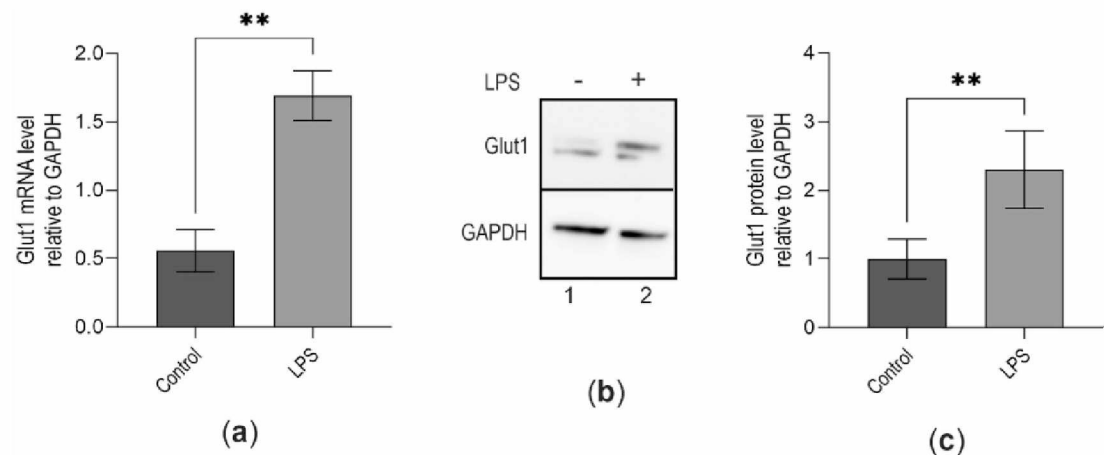 **
2.0
1.5
1.0
0.5
0.0
Glut1 mRNA level
relative to GAPDH
Control
LPS
(a)
LPS - +
Glut1
GAPDH
1 2
(b)
**
4
3
2
1
0
Glut1 protein level
relative to GAPDH
Control
LPS
(c)